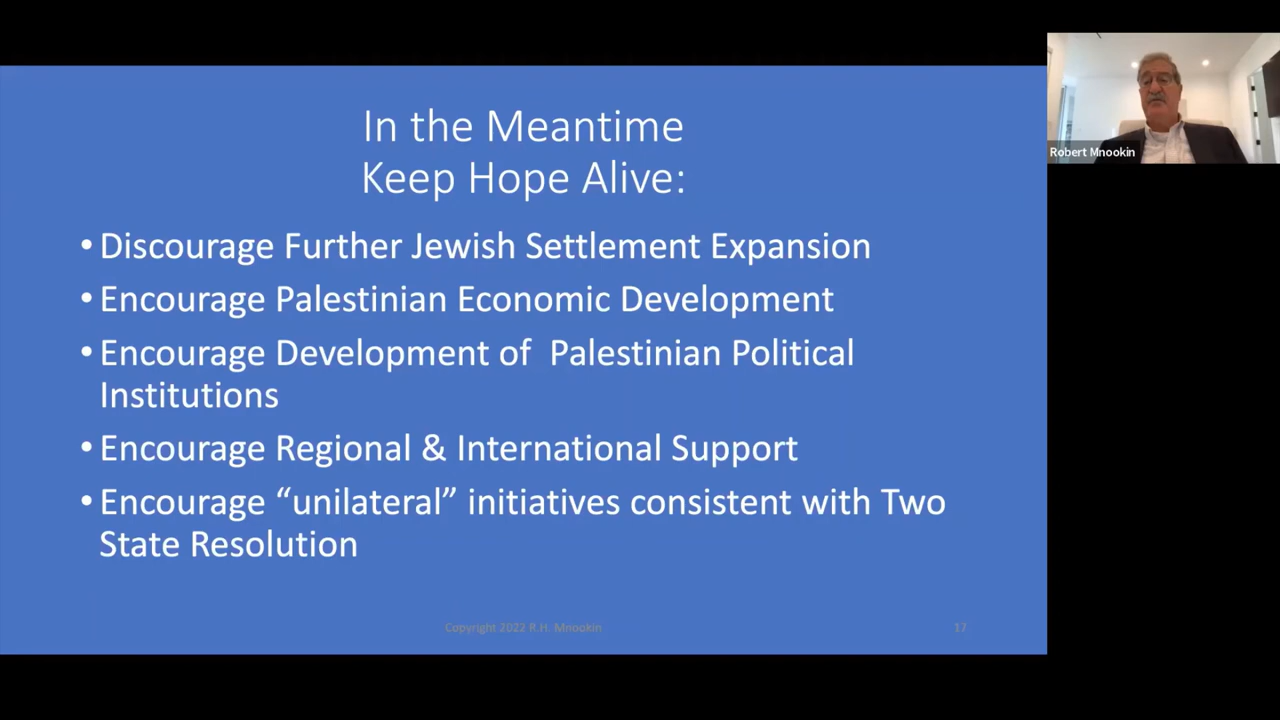 In the Meantime
Keep Hope Alive:
• Discourage Further Jewish Settlement Expansion
• Encourage Palestinian Economic Development
• Encourage Development of  Palestinian Political
Institutions
• Encourage Regional & International Support
• Encourage “unilateral” initiatives consistent with Two
State Resolution
Copyright 2022 R.H. Mnookin
17
Robert Mnookin